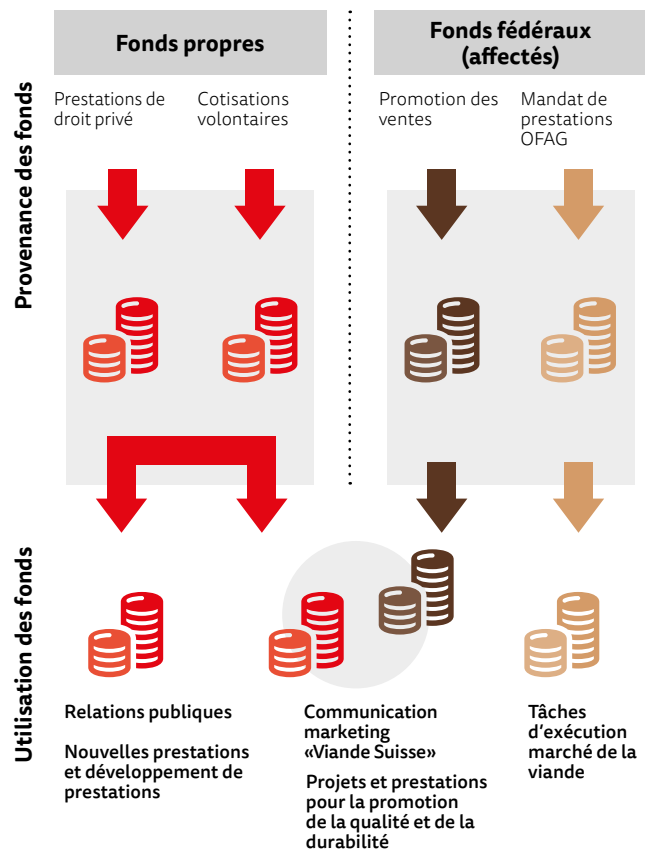 Fonds propres
Fonds fédéraux
(affectés)
Provenance des fonds
Prestations de
droit privé
Cotisations
volontaires
Promotion des
ventes
Mandat de
prestations
OFAG
Utilisation des fonds
Relations publiques
Nouvelles prestations
et développement de
prestations
Communication
marketing
«Viande Suisse»
Projets et prestations
pour la promotion
de la qualité et de la
durabilité
Tâches
d'exécution
marché de la
viande